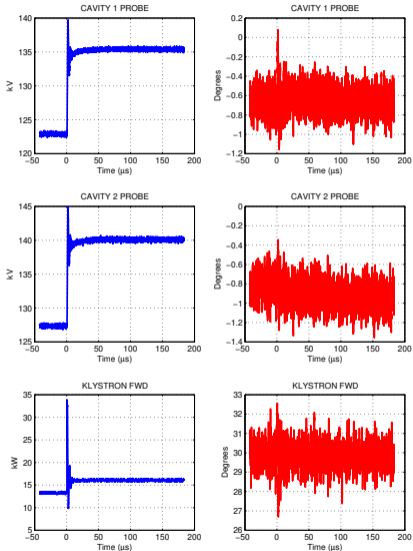 CAVITY 1 PROBE
140
135
130
125
120
kV
−50 0 50 100 150 200
Time (μs)
CAVITY 1 PROBE
0.2
0
−0.2
−0.4
−0.6
−0.8
−1
−1.2
Degrees
−50 0 50 100 150 200
Time (μs)
CAVITY 2 PROBE
145
140
135
130
125
kV
−50 0 50 100 150 200
Time (μs)
CAVITY 2 PROBE
0
−0.2
−0.4
−0.6
−0.8
−1
−1.2
−1.4
Degrees
−50 0 50 100 150 200
Time (μs)
KLYSTRON FWD
35
30
25
20
15
10
5
kW
−50 0 50 100 150 200
Time (μs)
KLYSTRON FWD
33
32
31
30
29
28
27
26
Degrees
−50 0 50 100 150 200
Time (μs)